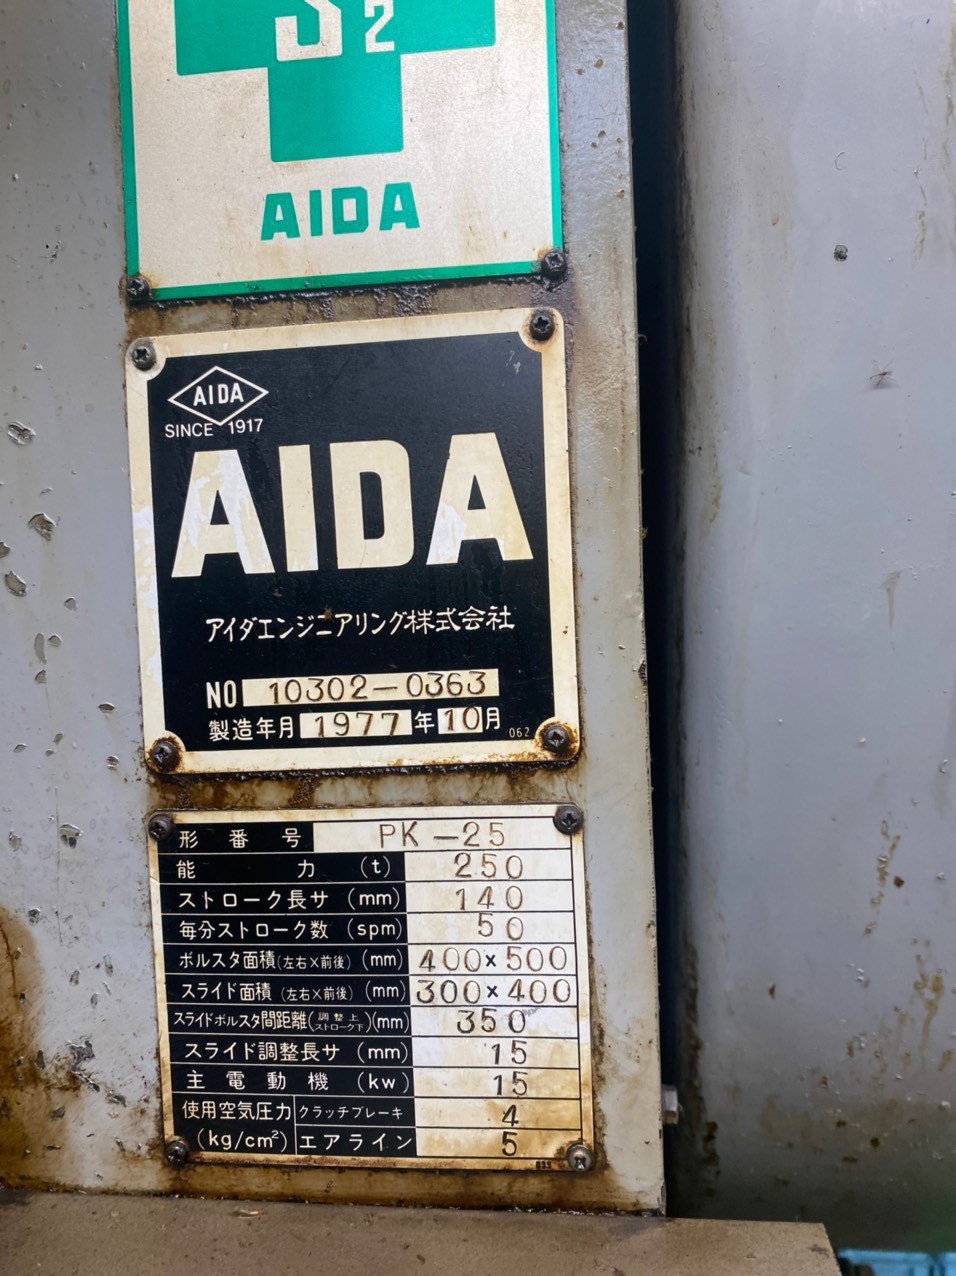 S2
AIDA
AIDA
SINCE 1917
AIDA
アイダエンジニアリング株式会社
NO 10302-0363
製造年月 1977年10月 062
形番号 PK-25
能力 (t) 250
ストローク長サ (mm) 140
毎分ストローク数 (spm) 50
ボルスタ面積(左右×前後) (mm) 400×500
スライド面積 (左右×前後) (mm) 300×400
スライドボルスタ間距離(調整上ストローク下)(mm) 350
スライド調整長サ (mm) 15
主電動機 (kw) 15
使用空気圧力 クラッチブレーキ 4
(kg/cm²) エアライン 5